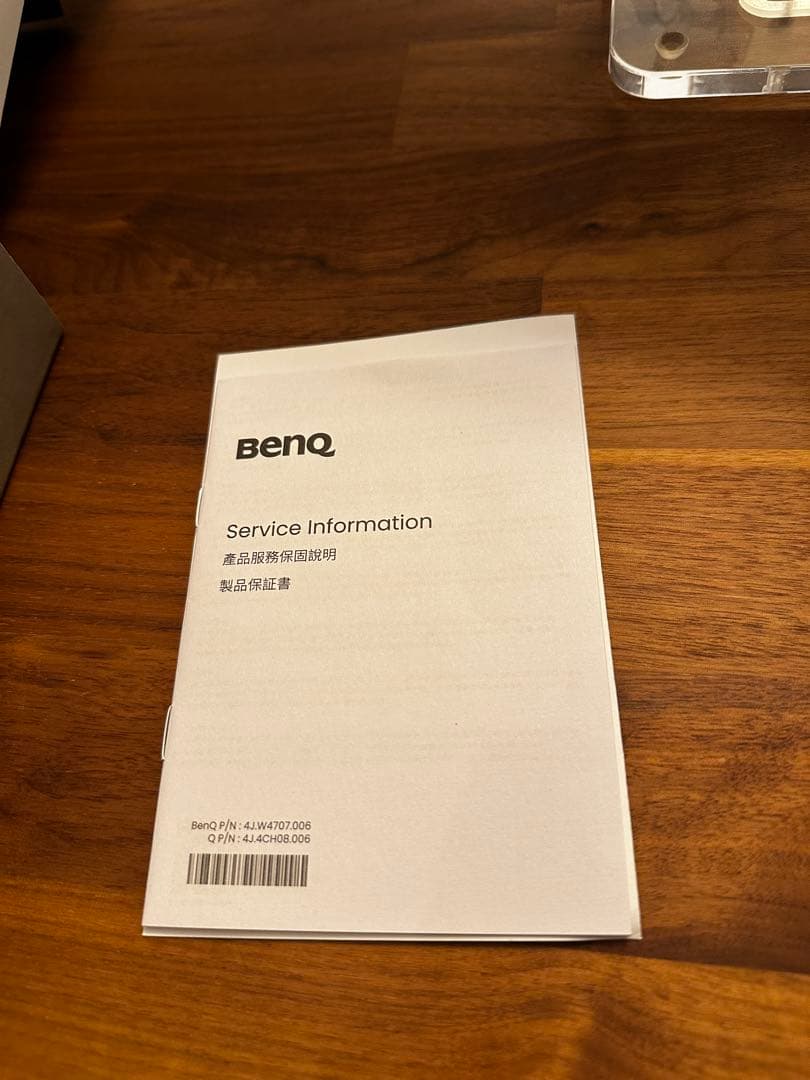 BenQ
Service Information
產品服務保固說明
製品保証書
BenQ P/N : 4J.W4707.006
Q P/N : 4J.4CH08.006